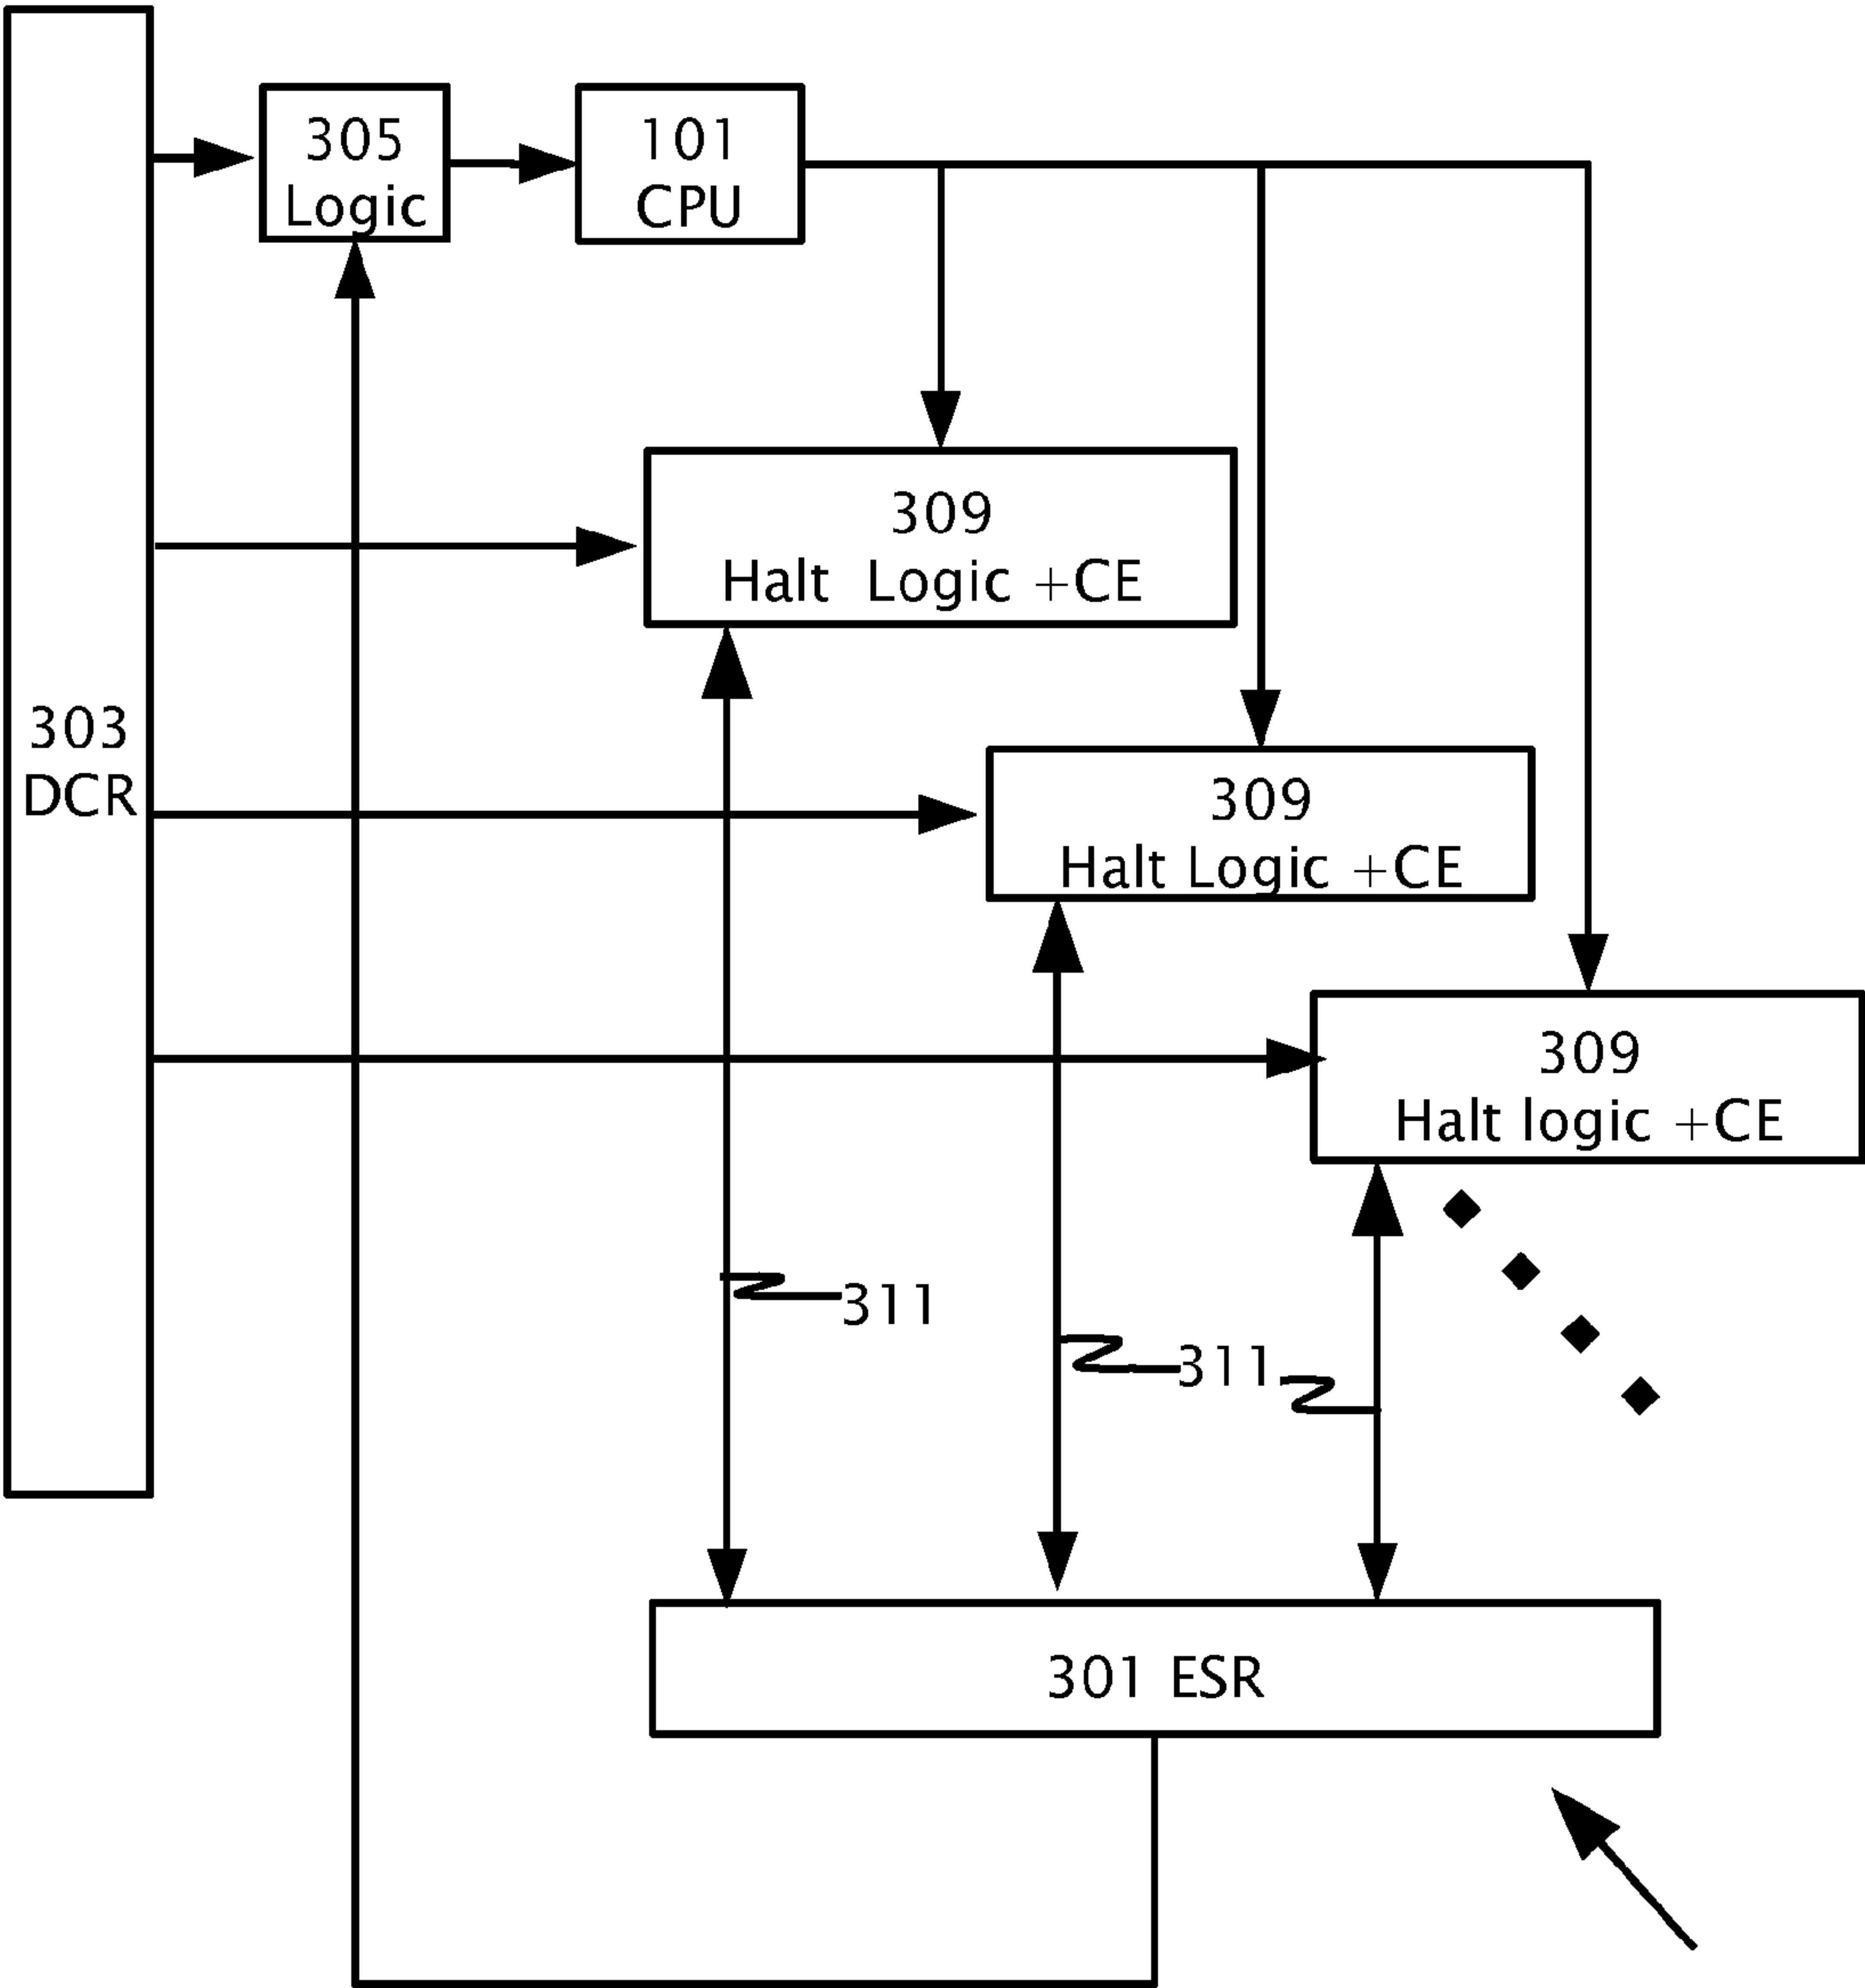 305
Logic
101
CPU
309
Halt Logic +CE
303
DCR
309
Halt Logic +CE
309
Halt logic +CE
311
311
301 ESR